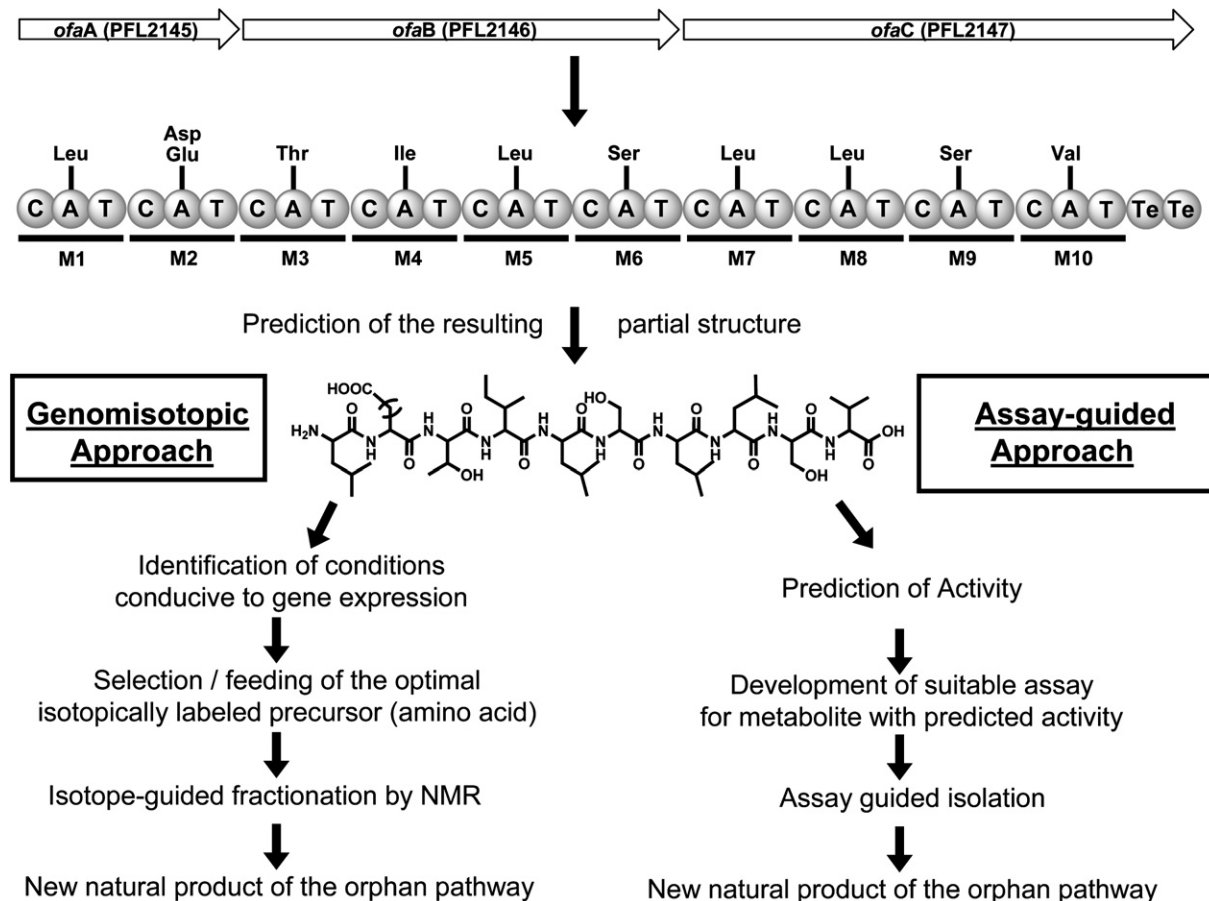 ofaA (PFL2145) ofaB (PFL2146) ofaC (PFL2147)
Leu Asp Glu Thr Ile Leu Ser Leu Leu Ser Val
C A T C A T C A T C A T C A T C A T C A T C A T C A T C A T Te Te
M1 M2 M3 M4 M5 M6 M7 M8 M9 M10
Prediction of the resulting partial structure
Genomisotopic
Approach
Assay-guided
Approach
HOOC
HO
O O O O O
H2N N H H N N H H N N H H N N H H N N H OH
O OH O O O OH O
Identification of conditions
conducive to gene expression
Selection / feeding of the optimal
isotopically labeled precursor (amino acid)
Isotope-guided fractionation by NMR
New natural product of the orphan pathway
Prediction of Activity
Development of suitable assay
for metabolite with predicted activity
Assay guided isolation
New natural product of the orphan pathway